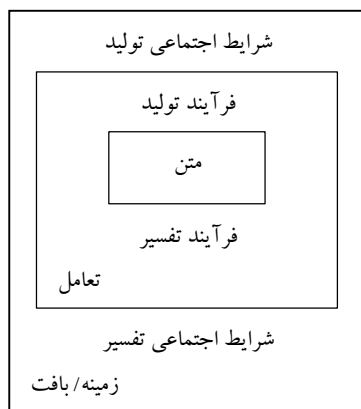 شرایط اجتماعی تولید
فرآیند تولید
متن
فرآیند تفسیر
تعامل
شرایط اجتماعی تفسیر
زمینه/ بافت